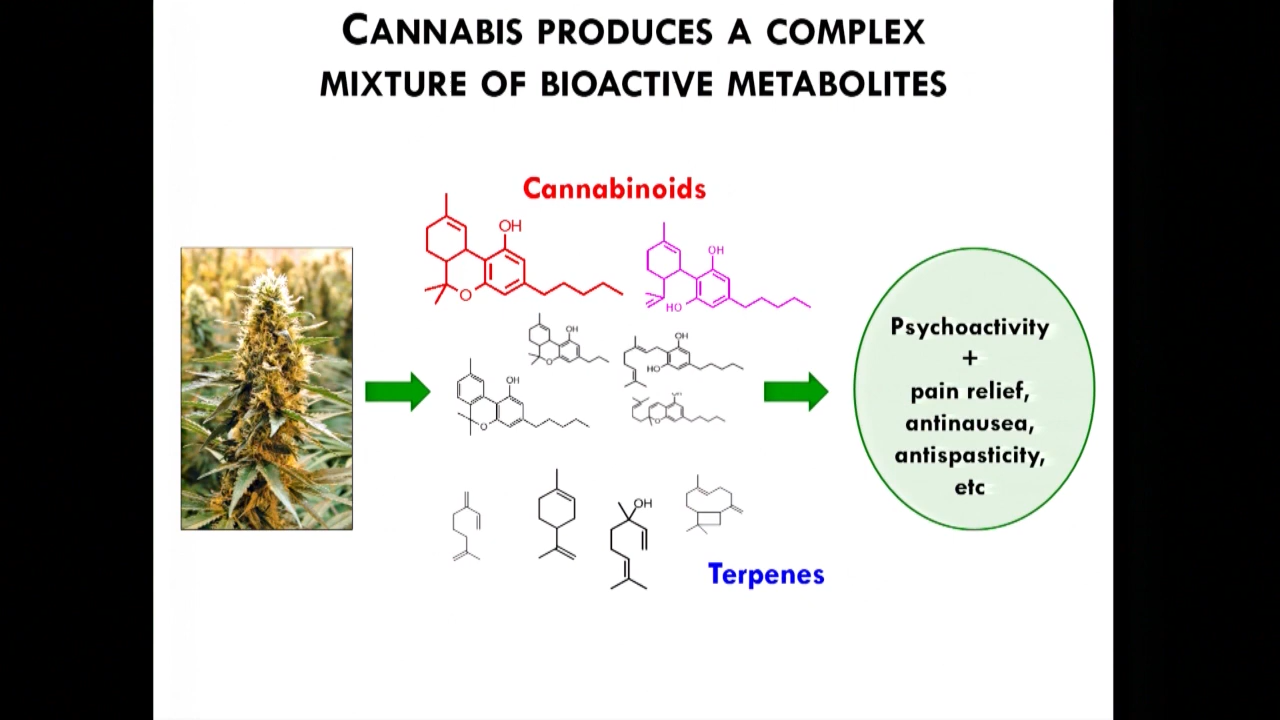 CANNABIS PRODUCES A COMPLEX
MIXTURE OF BIOACTIVE METABOLITES
Cannabinoids
OH
O
OH
HO
OH
O
OH
HO
OH
O
OH
O
OH
Terpenes
Psychoactivity
+
pain relief,
antinausea,
antispasticity,
etc